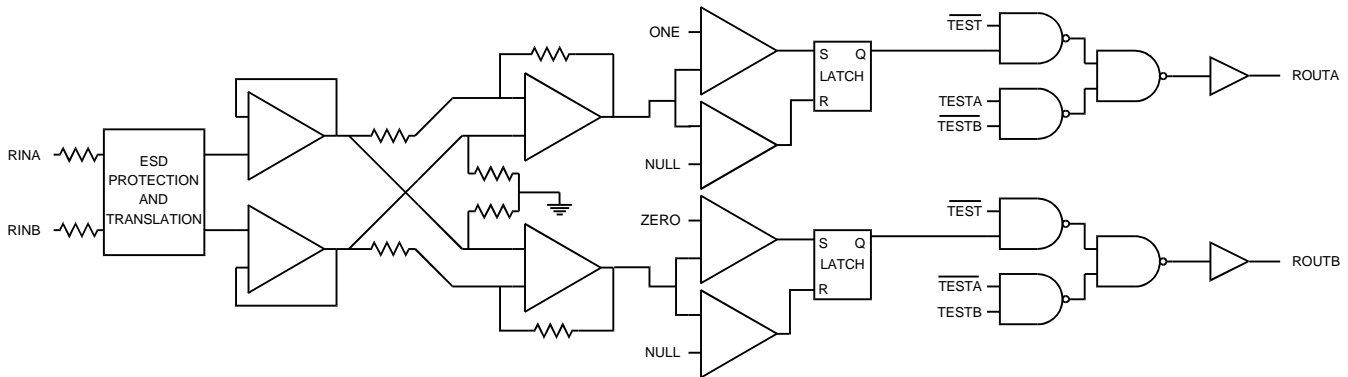 ONE
TEST
S
Q
LATCH
R
ROUTA
TESTA
TESTB
NULL
RINA
ESD
PROTECTION
AND
TRANSLATION
RINB
ZERO
TEST
S
Q
LATCH
R
ROUTB
TESTA
TESTB
NULL